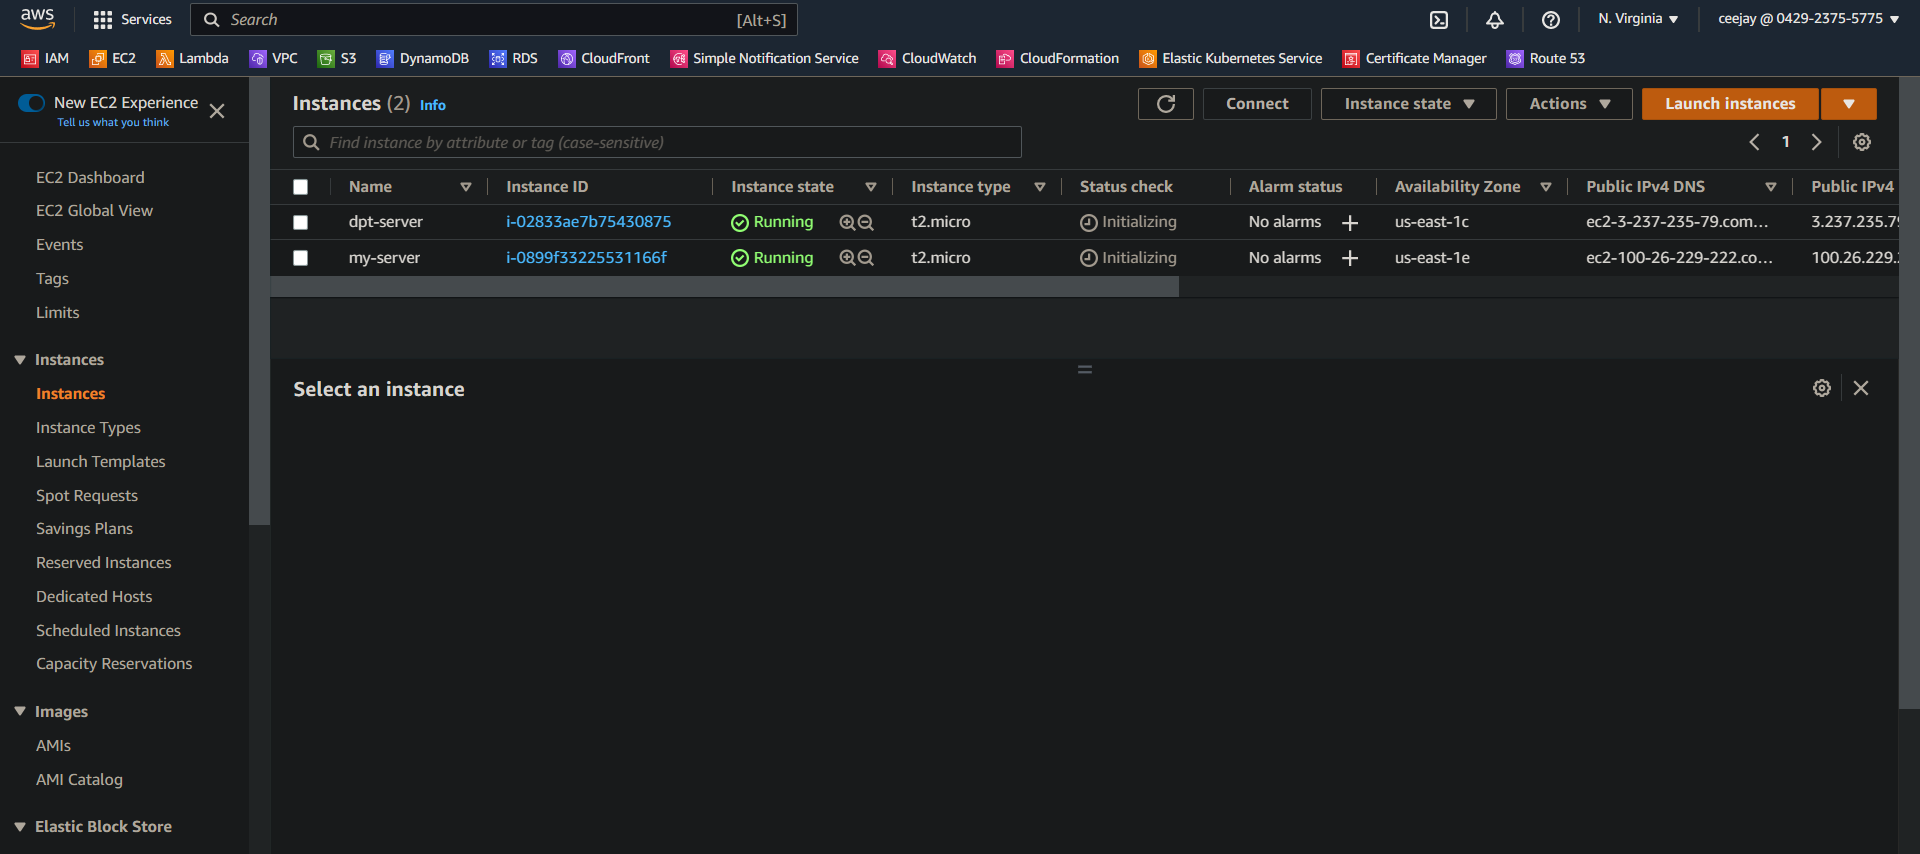 aws Services Search [Alt+S] N. Virginia ceejay @ 0429-2375-5775
IAM EC2 Lambda VPC S3 DynamoDB RDS CloudFront Simple Notification Service CloudWatch CloudFormation Elastic Kubernetes Service Certificate Manager Route 53
New EC2 Experience
Tell us what you think
EC2 Dashboard
EC2 Global View
Events
Tags
Limits
Instances
Instances
Instance Types
Launch Templates
Spot Requests
Savings Plans
Reserved Instances
Dedicated Hosts
Scheduled Instances
Capacity Reservations
Images
AMIs
AMI Catalog
Elastic Block Store
Instances (2) Info Connect Instance state Actions Launch instances
Find instance by attribute or tag (case-sensitive) 1
Name Instance ID Instance state Instance type Status check Alarm status Availability Zone Public IPv4 DNS Public IPv4
dpt-server i-02833ae7b75430875 Running t2.micro Initializing No alarms us-east-1c ec2-3-237-235-79.com... 3.237.235.79
my-server i-0899f33225531166f Running t2.micro Initializing No alarms us-east-1e ec2-100-26-229-222.co... 100.26.229.
Select an instance